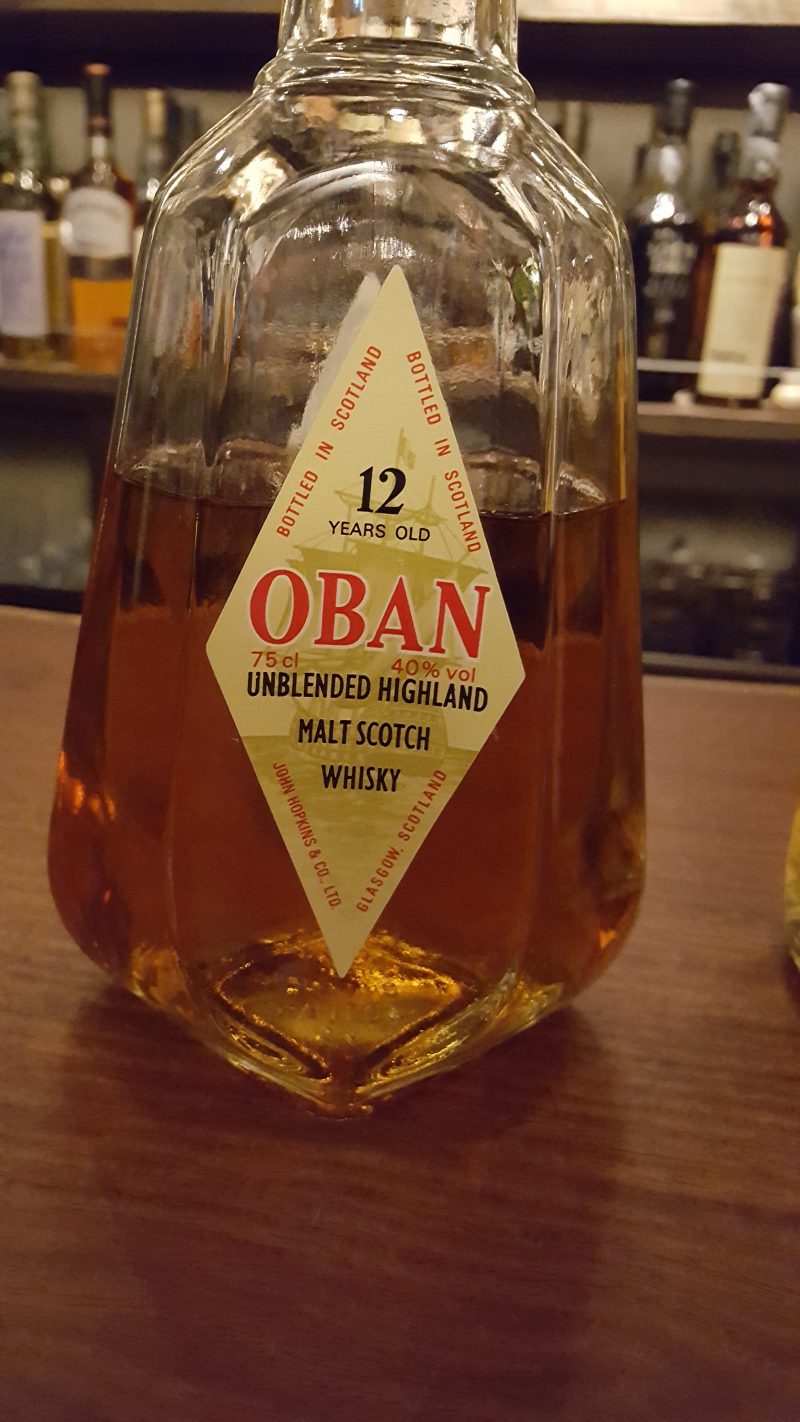 BOTTLED IN SCOTLAND
BOTTLED IN SCOTLAND
12
YEARS OLD
OBAN
75 cl 40% vol
UNBLENDED HIGHLAND
MALT SCOTCH
WHISKY
JOHN HOPKINS & CO., LTD.
GLASGOW, SCOTLAND